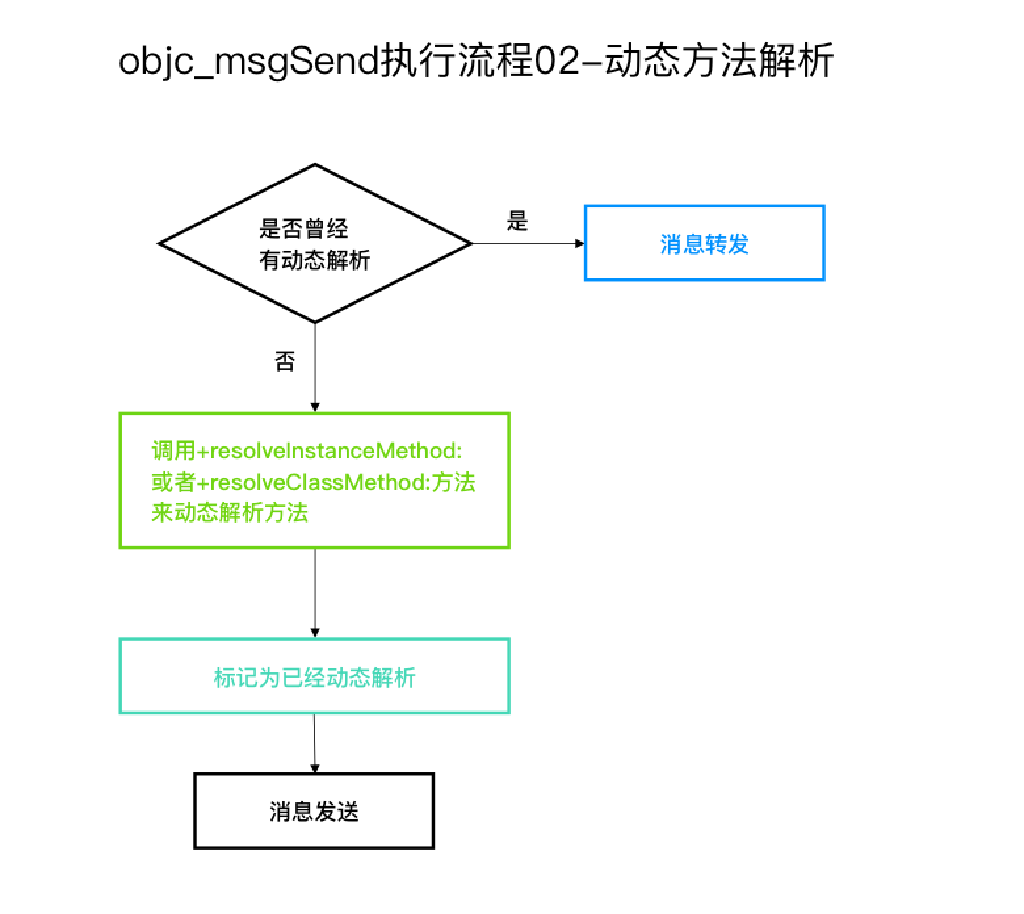 objc_msgSend执行流程02-动态方法解析
是否曾经
有动态解析
是
消息转发
否
调用+resolveInstanceMethod:
或者+resolveClassMethod:方法
来动态解析方法
标记为已经动态解析
消息发送